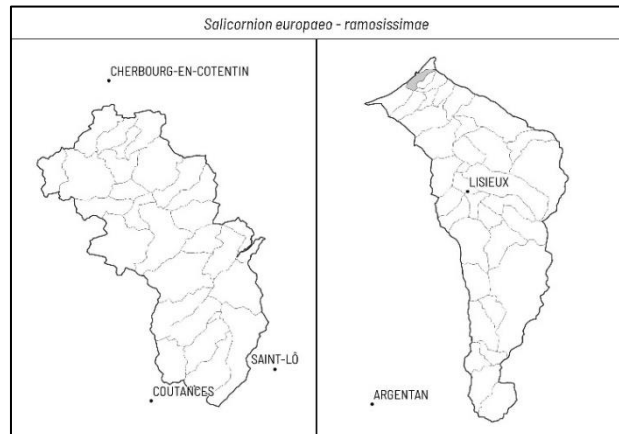 Salicornion europaeo - ramosissimae
CHERBOURG-EN-COTENTIN
SAINT-LÔ
COUTANCES
LISIEUX
ARGENTAN